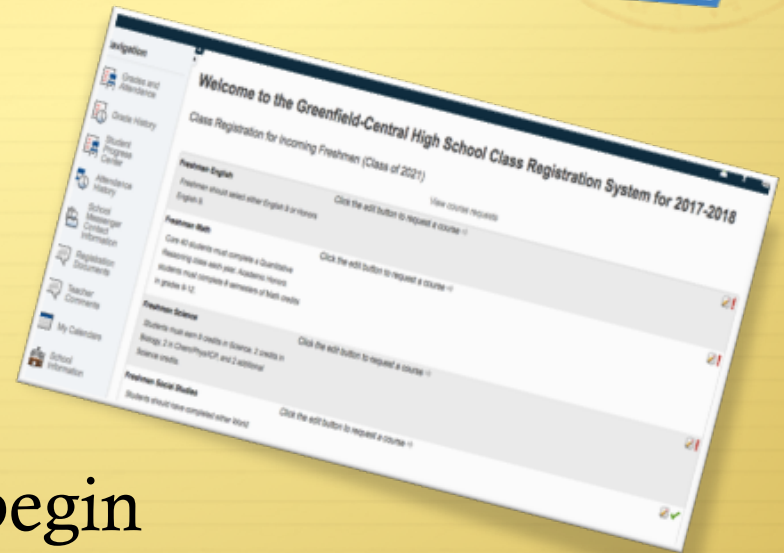 Navigation
Grades and
Attendance
Grade History
Student
Progress
Center
Attendance
History
School
Messenger
Contact
Information
Registration
Documents
Teacher
Comments
My Calendars
School
Information
Welcome to the Greenfield-Central High School Class Registration System for 2017-2018
Class Registration for Incoming Freshmen (Class of 2021)
View course requests
Freshmen English
Freshmen should select either English 9 or Honors
English 9.
Click the edit button to request a course
Freshmen Math
Core 40 students must complete a Quantitative
Reasoning class each year. Academic Honors
students must complete 8 semesters of Math credits
in grades 9-12.
Click the edit button to request a course
Freshmen Science
Students must earn 6 credits in Science. 2 credits in
Biology, 2 in Chem/Phys/ICP, and 2 additional
Science credits.
Click the edit button to request a course
Freshmen Social Studies
Students should have completed either World
Click the edit button to request a course
begin